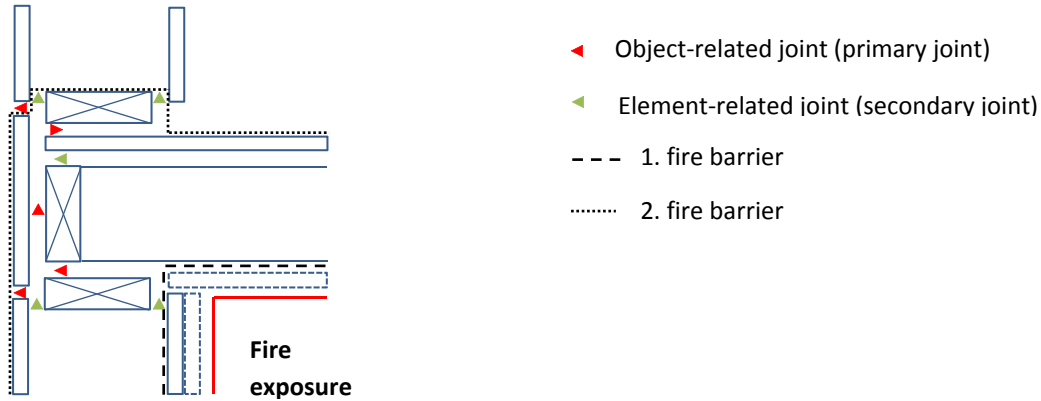 Object-related joint (primary joint)
Element-related joint (secondary joint)
1. fire barrier
2. fire barrier
Fire
exposure